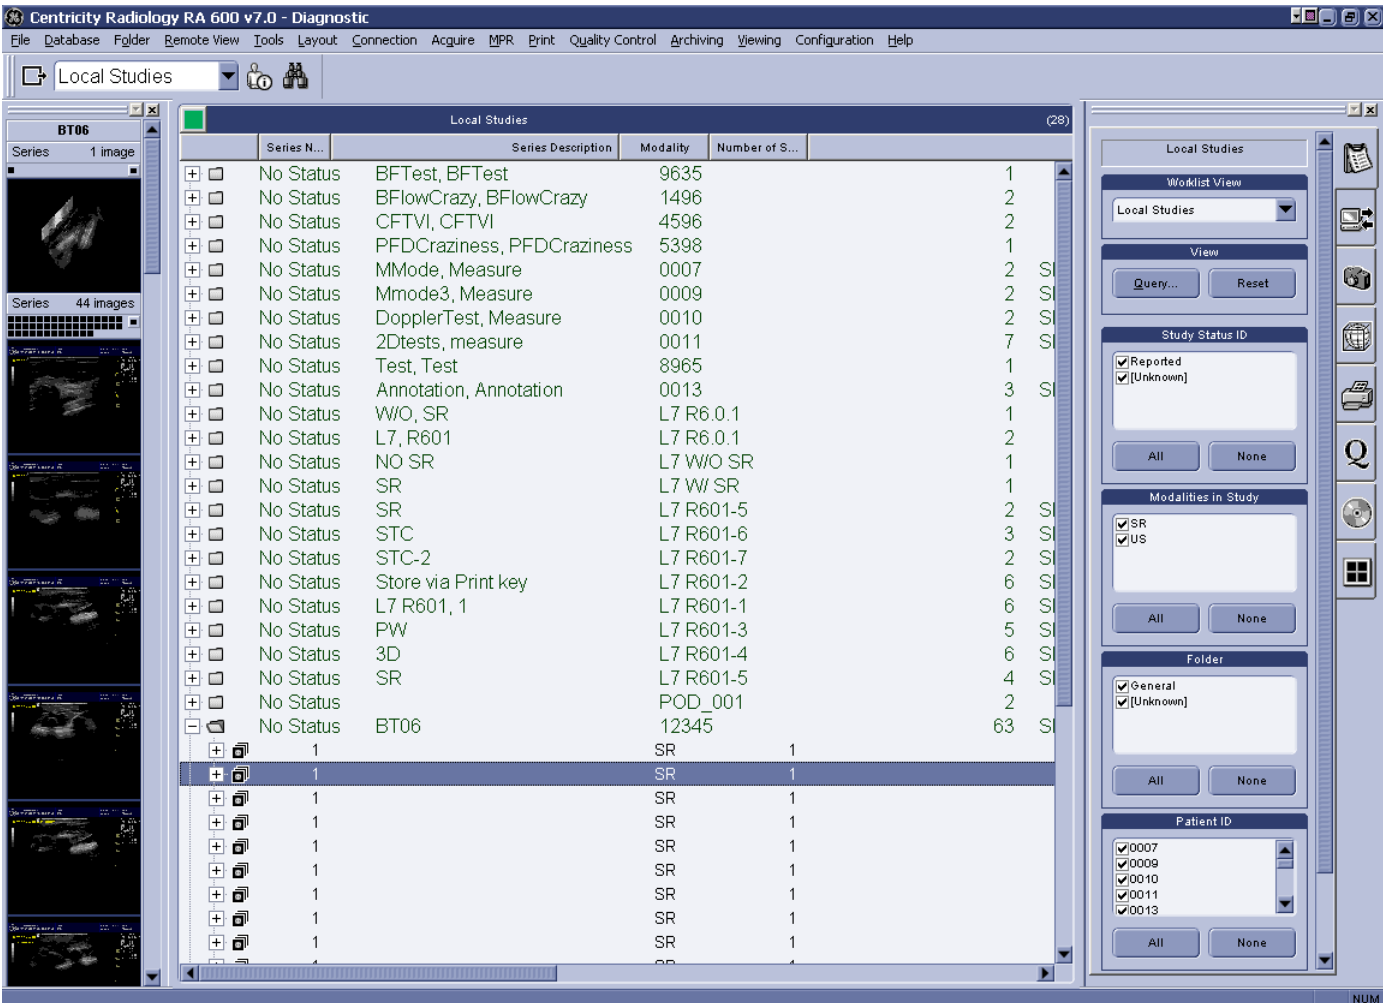 Centricity Radiology RA 600 v7.0 - Diagnostic
File Database Folder Remote View Tools Layout Connection Acquire MPR Print Quality Control Archiving Viewing Configuration Help
Local Studies
BT06
Series 1 image
Series 44 images
Local Studies (28)
Series N... Series Description Modality Number of S...
No Status BFTest, BFTest 9635 1
No Status BFlowCrazy, BFlowCrazy 1496 2
No Status CFTVI, CFTVI 4596 2
No Status PFDCraziness, PFDCraziness 5398 1
No Status MMode, Measure 0007 2
No Status Mmode3, Measure 0009 2
No Status DopplerTest, Measure 0010 2
No Status 2Dtests, measure 0011 7
No Status Test, Test 8965 1
No Status Annotation, Annotation 0013 3
No Status W/O, SR L7 R6.0.1 1
No Status L7, R601 L7 R6.0.1 2
No Status NO SR L7 W/O SR 1
No Status SR L7 W/ SR 1
No Status SR L7 R601-5 2
No Status STC L7 R601-6 3
No Status STC-2 L7 R601-7 2
No Status Store via Print key L7 R601-2 6
No Status L7 R601, 1 L7 R601-1 6
No Status PW L7 R601-3 5
No Status 3D L7 R601-4 6
No Status SR L7 R601-5 4
No Status POD_001 2
No Status BT06 12345 63
1 SR 1
1 SR 1
1 SR 1
1 SR 1
1 SR 1
1 SR 1
1 SR 1
1 SR 1
1 SR 1
Local Studies
Worklist View
Local Studies
View
Query... Reset
Study Status ID
Reported
[Unknown]
All None
Modalities in Study
SR
US
All None
Folder
General
[Unknown]
All None
Patient ID
0007
0009
0010
0011
0013
All None
Q
NUM